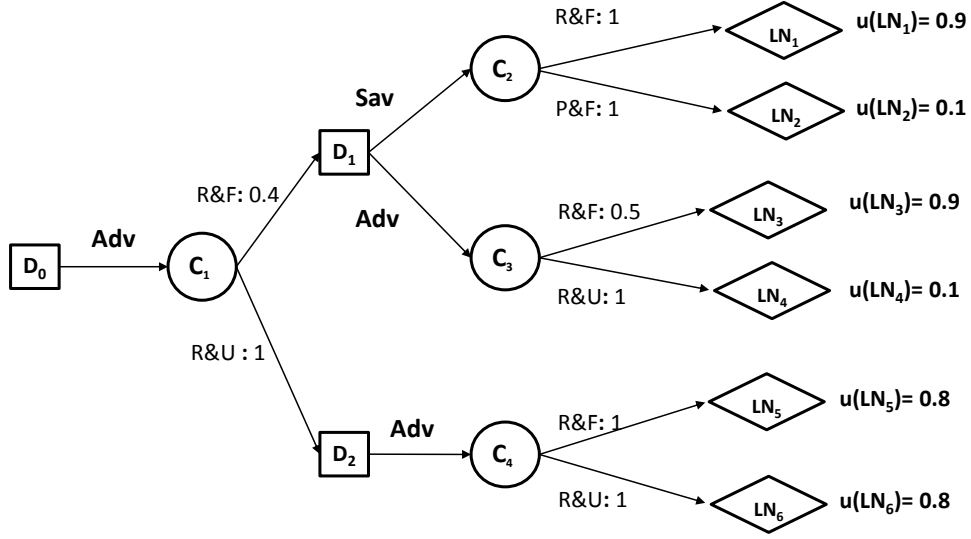 R&F: 1
LN₁
u(LN₁)= 0.9
C₂
Sav
P&F: 1
LN₂
u(LN₂)= 0.1
D₁
R&F: 0.4
Adv
R&F: 0.5
LN₃
u(LN₃)= 0.9
Adv
D₀
C₁
C₃
R&U: 1
LN₄
u(LN₄)= 0.1
R&U : 1
R&F: 1
LN₅
u(LN₅)= 0.8
D₂
Adv
C₄
R&U: 1
LN₆
u(LN₆)= 0.8